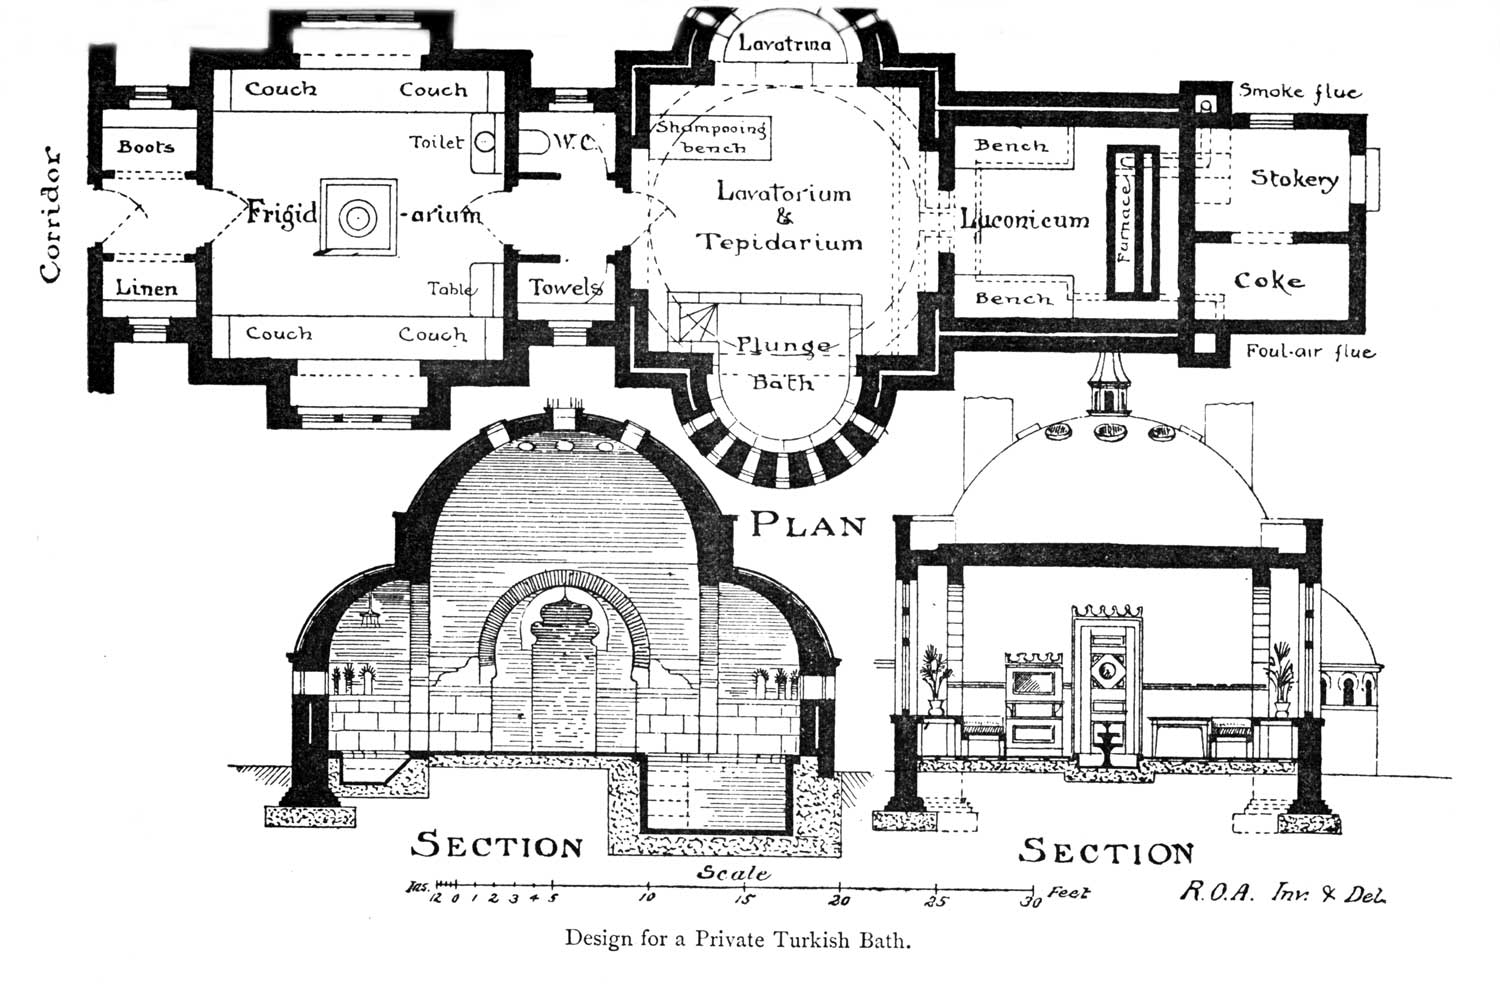 Lavatrina
Smoke flue
Couch Couch
Boots
Toilet
W.C.
Shampooing
bench
Bench
Corridor
Frigid -arium
Lavatorium
&
Tepidarium
Laconicum
Furnace
Stokery
Linen
Table
Towels
Bench
Coke
Couch Couch
Plunge
Bath
Foul-air flue
PLAN
SECTION
SECTION
Scale
Ins. 12 0 1 2 3 4 5 10 15 20 25 30 Feet
R.O.A. Inv. & Del.
Design for a Private Turkish Bath.